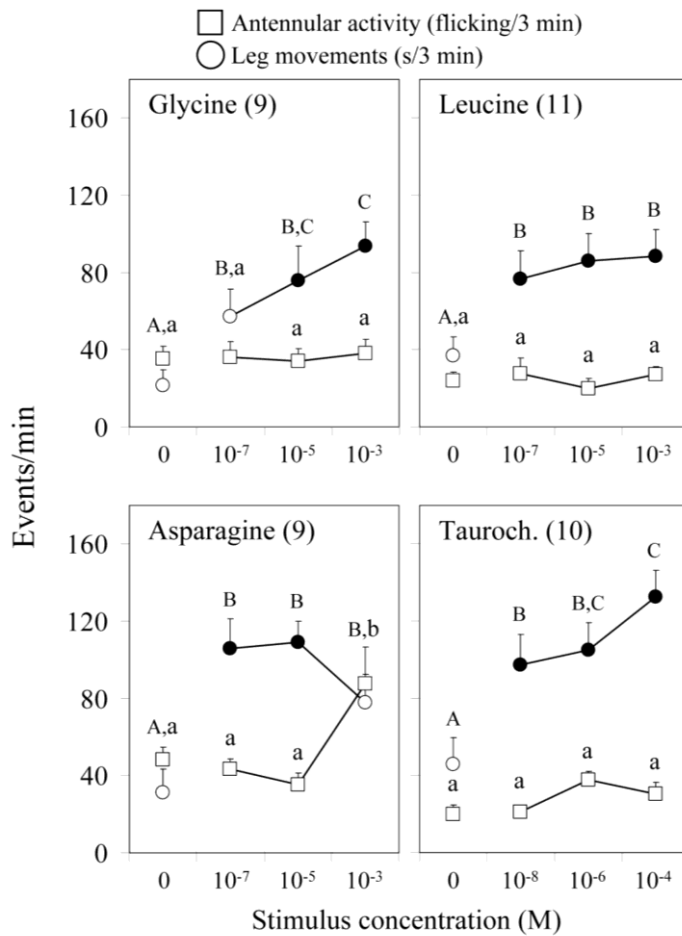 Antennular activity (flicking/3 min)
Leg movements (s/3 min)
Events/min
Glycine (9)
160
120
80
40
0
A,a
B,a
B,C
C
a
a
0 10⁻⁷ 10⁻⁵ 10⁻³
Leucine (11)
A,a
B
B
B
a
a
a
0 10⁻⁷ 10⁻⁵ 10⁻³
Asparagine (9)
160
120
80
40
0
A,a
B
B
B,b
a
a
0 10⁻⁷ 10⁻⁵ 10⁻³
Tauroch. (10)
A
a
B
B,C
C
a
a
a
0 10⁻⁸ 10⁻⁶ 10⁻⁴
Stimulus concentration (M)